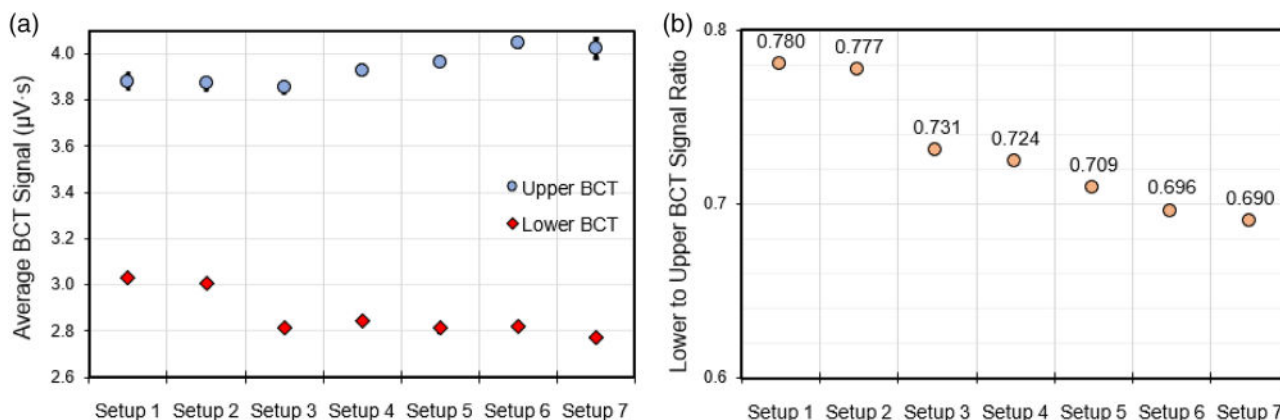 (a)
Average BCT Signal (µV·s)
4.0
3.8
3.6
3.4
3.2
3.0
2.8
2.6
Upper BCT
Lower BCT
Setup 1 Setup 2 Setup 3 Setup 4 Setup 5 Setup 6 Setup 7
(b)
Lower to Upper BCT Signal Ratio
0.8
0.7
0.6
0.780
0.777
0.731
0.724
0.709
0.696
0.690
Setup 1 Setup 2 Setup 3 Setup 4 Setup 5 Setup 6 Setup 7